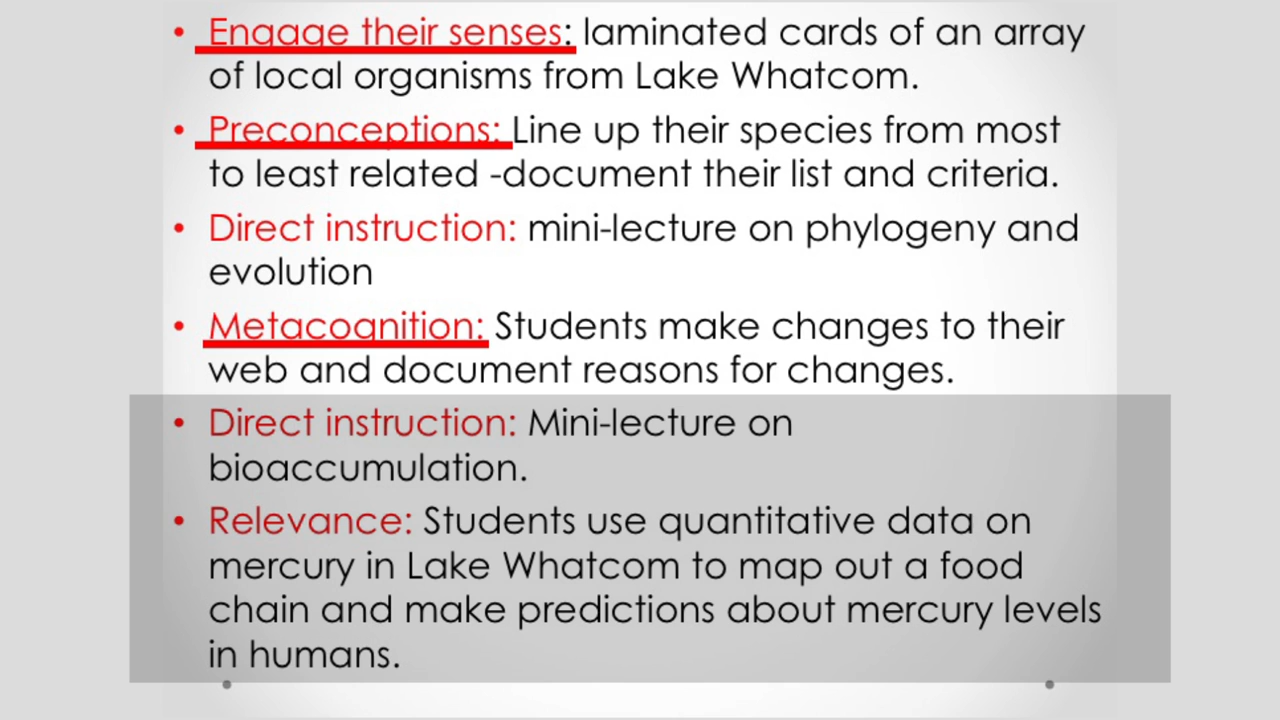 • Engage their senses: laminated cards of an array
of local organisms from Lake Whatcom.
• Preconceptions: Line up their species from most
to least related -document their list and criteria.
• Direct instruction: mini-lecture on phylogeny and
evolution
• Metacognition: Students make changes to their
web and document reasons for changes.
• Direct instruction: Mini-lecture on
bioaccumulation.
• Relevance: Students use quantitative data on
mercury in Lake Whatcom to map out a food
chain and make predictions about mercury levels
in humans.